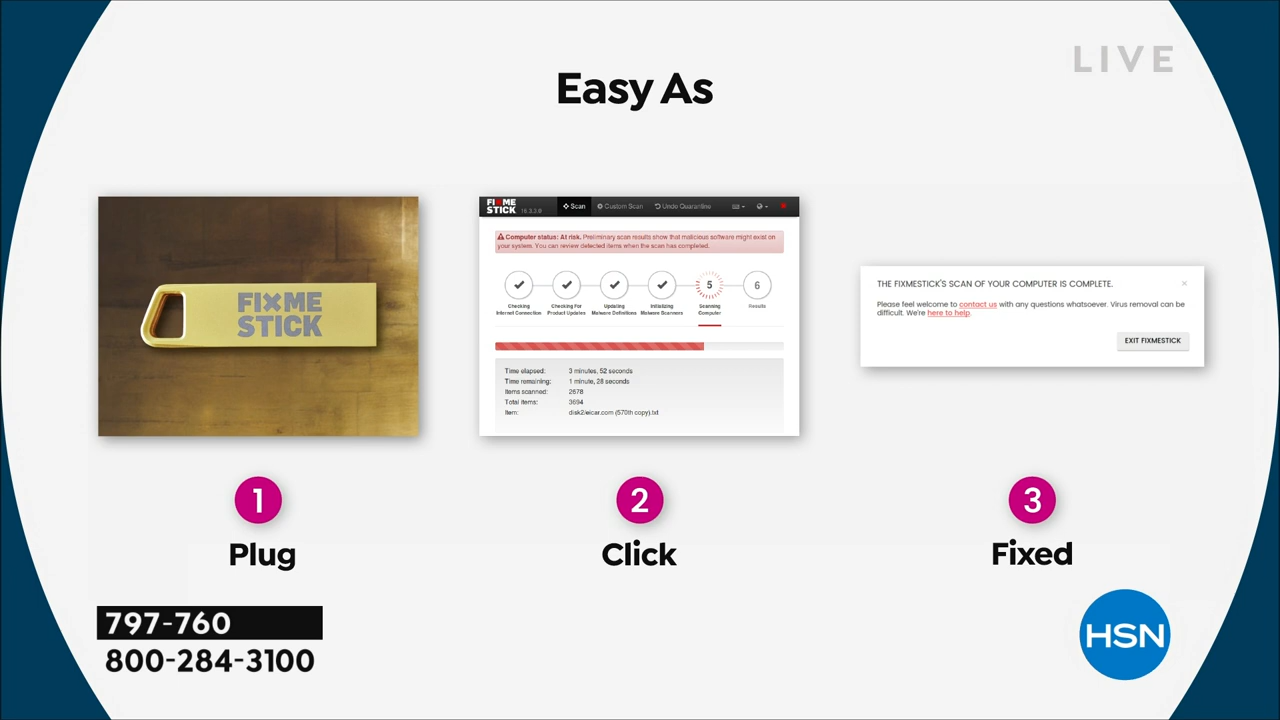 LIVE
Easy As
FIXME
STICK
FIXME
STICK
Scan
Custom Scan
Undo Quarantine
Computer status: At risk. Preliminary scan results show that malicious software might exist on
your system. You can review detected items when the scan has completed.
5
6
Checking
Internet Connection
Checking For
Product Updates
Updating
Malware Definitions
Initializing
Malware Scanners
Scanning
Computer
Results
Time elapsed: 3 minutes, 52 seconds
Time remaining: 1 minute, 28 seconds
Items scanned: 2678
Total items: 3694
Item: disk2/eicar.com (570th copy).txt
THE FIXMESTICK'S SCAN OF YOUR COMPUTER IS COMPLETE.
Please feel welcome to contact us with any questions whatsoever. Virus removal can be
difficult. We're here to help.
EXIT FIXMESTICK
1
2
3
Plug
Click
Fixed
797-760
800-284-3100
HSN